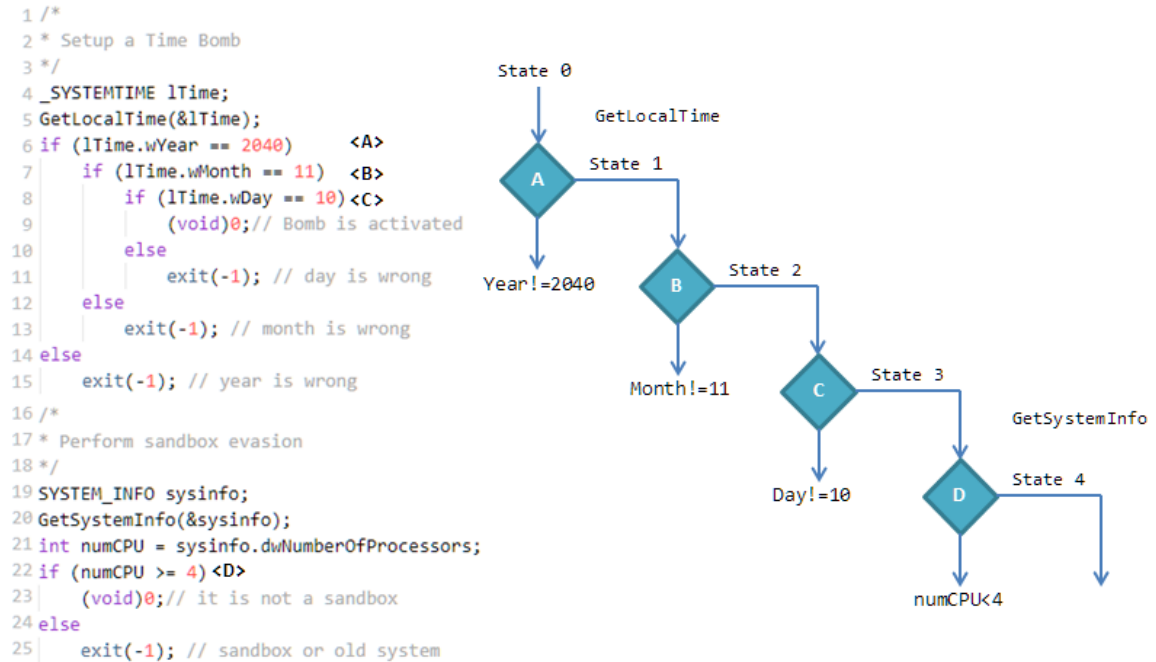 1 /*
2 * Setup a Time Bomb
3 */
4 _SYSTEMTIME lTime;
5 GetLocalTime(&lTime);
6 if (lTime.wYear == 2040) <A>
7 if (lTime.wMonth == 11) <B>
8 if (lTime.wDay == 10) <C>
9 (void)0;// Bomb is activated
10 else
11 exit(-1); // day is wrong
12 else
13 exit(-1); // month is wrong
14 else
15 exit(-1); // year is wrong
16 /*
17 * Perform sandbox evasion
18 */
19 SYSTEM_INFO sysinfo;
20 GetSystemInfo(&sysinfo);
21 int numCPU = sysinfo.dwNumberOfProcessors;
22 if (numCPU >= 4) <D>
23 (void)0;// it is not a sandbox
24 else
25 exit(-1); // sandbox or old system
State 0
GetLocalTime
State 1
A
Year!=2040
State 2
B
Month!=11
State 3
C
GetSystemInfo
Day!=10
State 4
D
numCPU<4